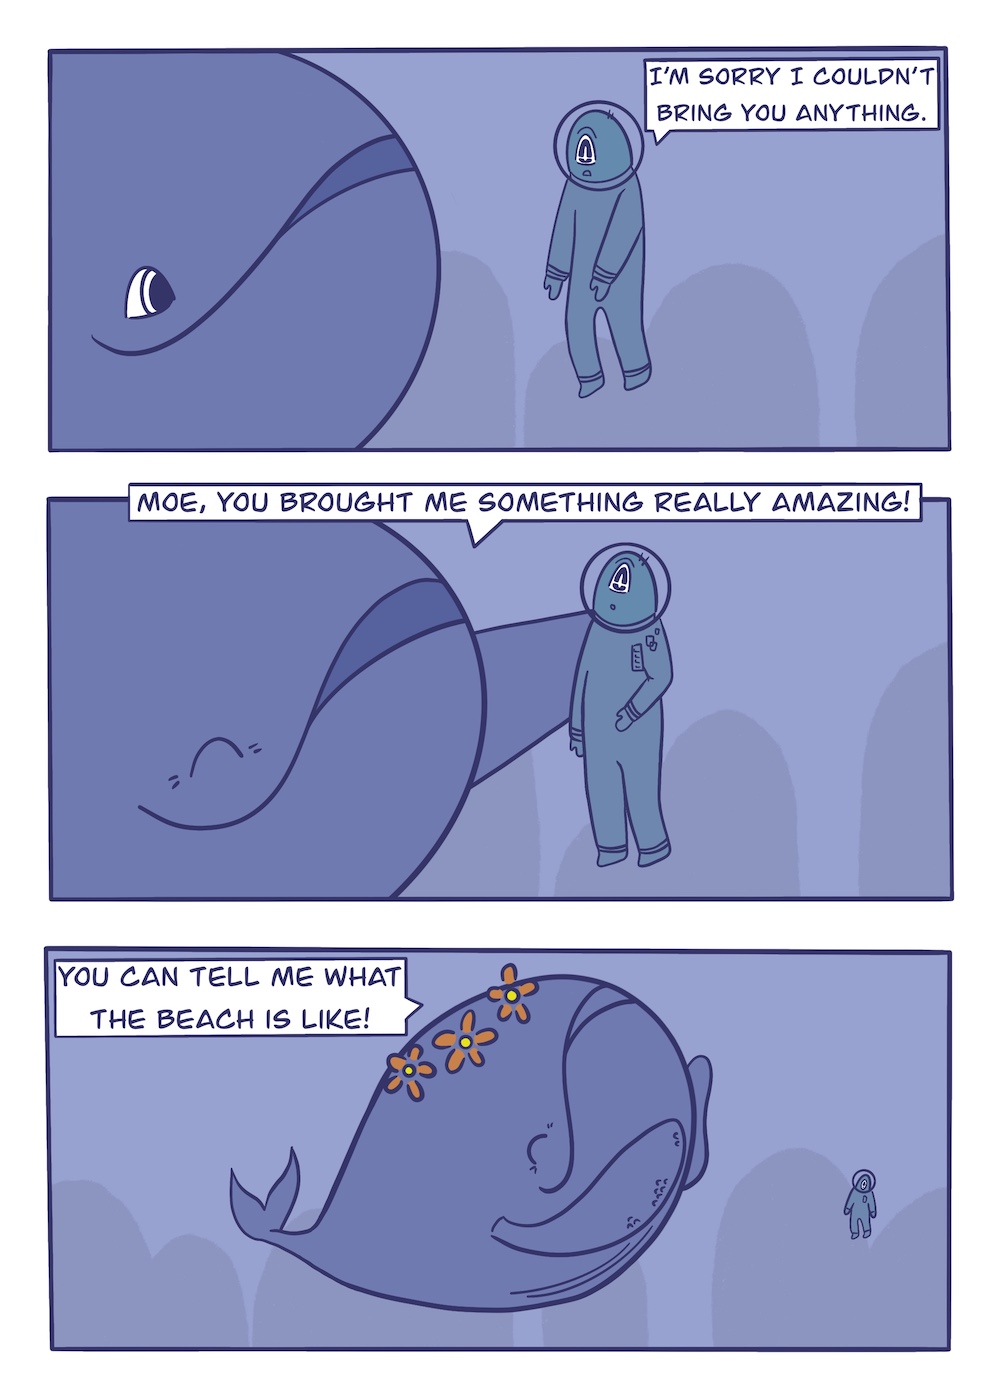 I'M SORRY I COULDN'T
BRING YOU ANYTHING.
MOE, YOU BROUGHT ME SOMETHING REALLY AMAZING!
YOU CAN TELL ME WHAT
THE BEACH IS LIKE!